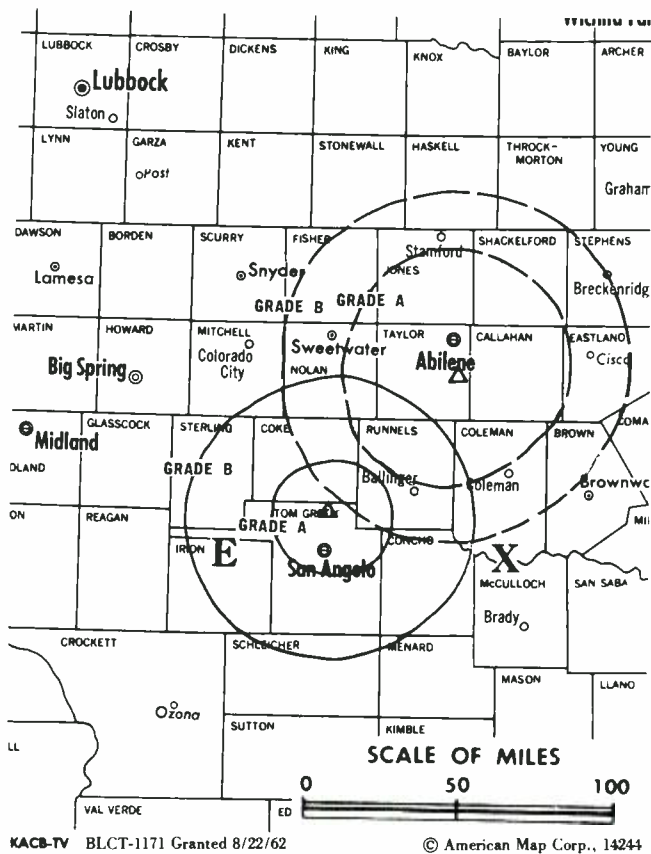 LUBBOCK CROSBY DICKENS KING KNOX BAYLOR ARCHER
Lubbock
Slaton
LYNN GARZA KENT STONEWALL HASKELL THROCK-
MORTON YOUNG
Post
Graham
DAWSON BORDEN SCURRY FISHER Stamford SHACKELFORD STEPHENS
JONES
Lamesa Snyder Breckenridg
GRADE B GRADE A
MARTIN HOWARD MITCHELL TAYLOR CALLAHAN EASTLAND
Sweetwater
Colorado
City
Abilene
Cisco
Big Spring
NOLAN
GLASSCOCK STERLING COKE RUNNELS COLEMAN BROWN COMA
Midland
GRADE B
DLAND
Ballinger Coleman Brownwo
ON REAGAN TOM GREEN
GRADE A
MI
IRION CONCHO
E X
San Angelo
McCULLOCH SAN SABA
Brady
CROCKETT SCHLEICHER MENARD
MASON LLANO
Ozona
SUTTON KIMBLE
LL
SCALE OF MILES
0 50 100
VAL VERDE ED
KACB-TV BLCT-1171 Granted 8/22/62 © American Map Corp., 14244